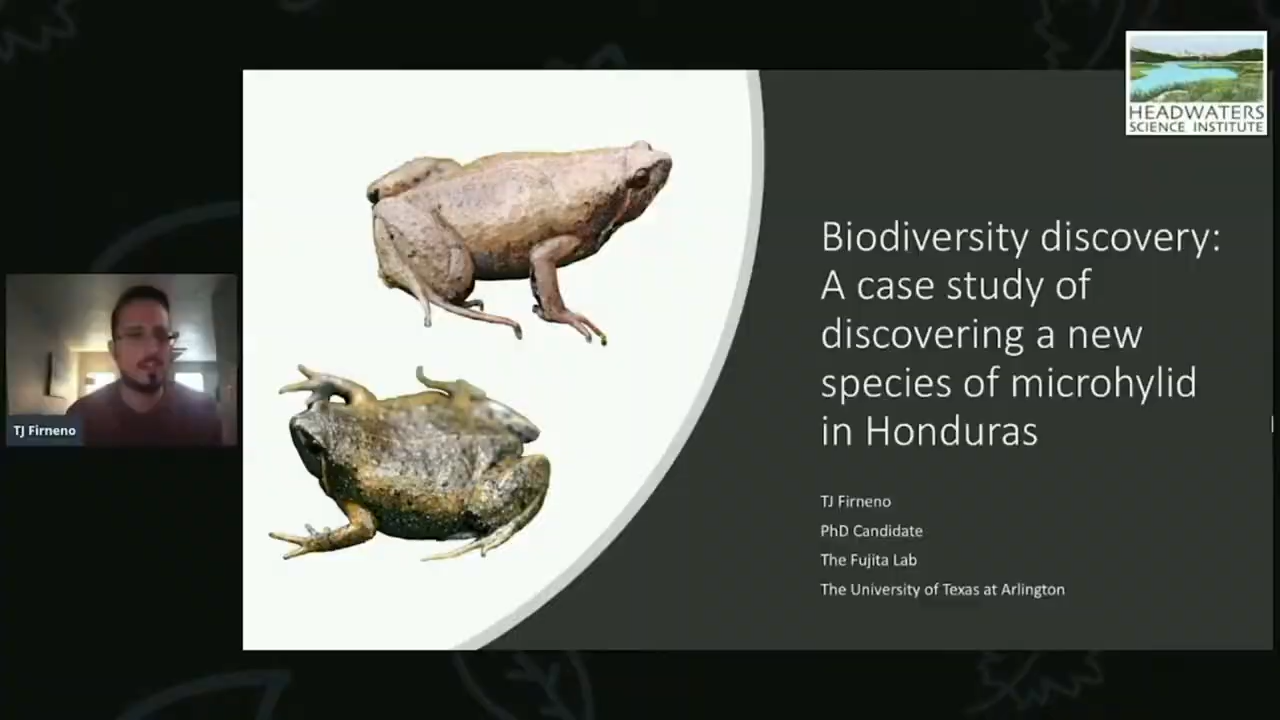 HEADWATERS
SCIENCE INSTITUTE
Biodiversity discovery:
A case study of
discovering a new
species of microhylid
in Honduras
TJ Firneno
TJ Firneno
PhD Candidate
The Fujita Lab
The University of Texas at Arlington